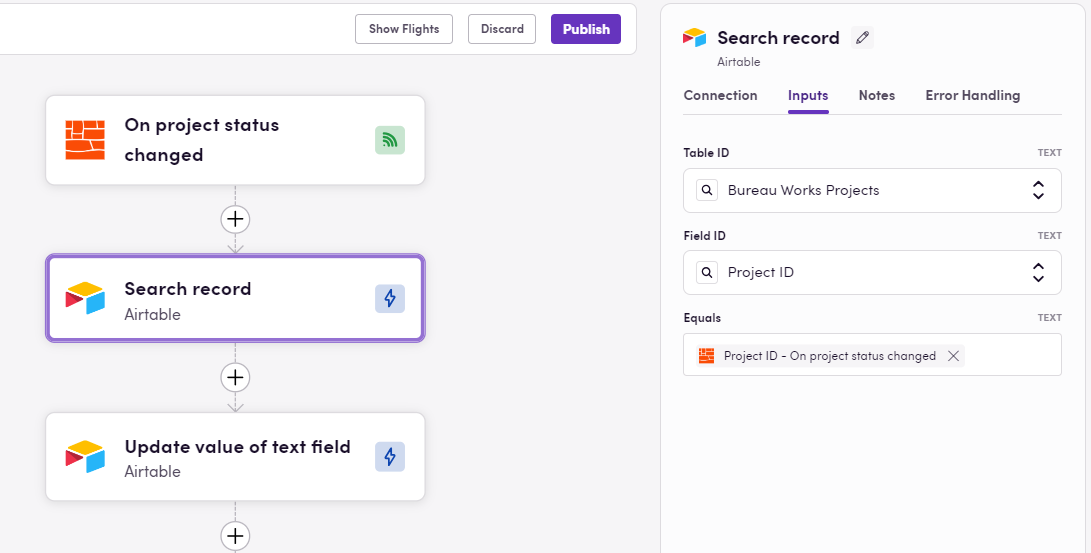 Show Flights
Discard
Publish
On project status
changed
Search record
Airtable
Update value of text field
Airtable
Search record
Airtable
Connection
Inputs
Notes
Error Handling
Table ID
TEXT
Bureau Works Projects
Field ID
TEXT
Project ID
Equals
TEXT
Project ID - On project status changed